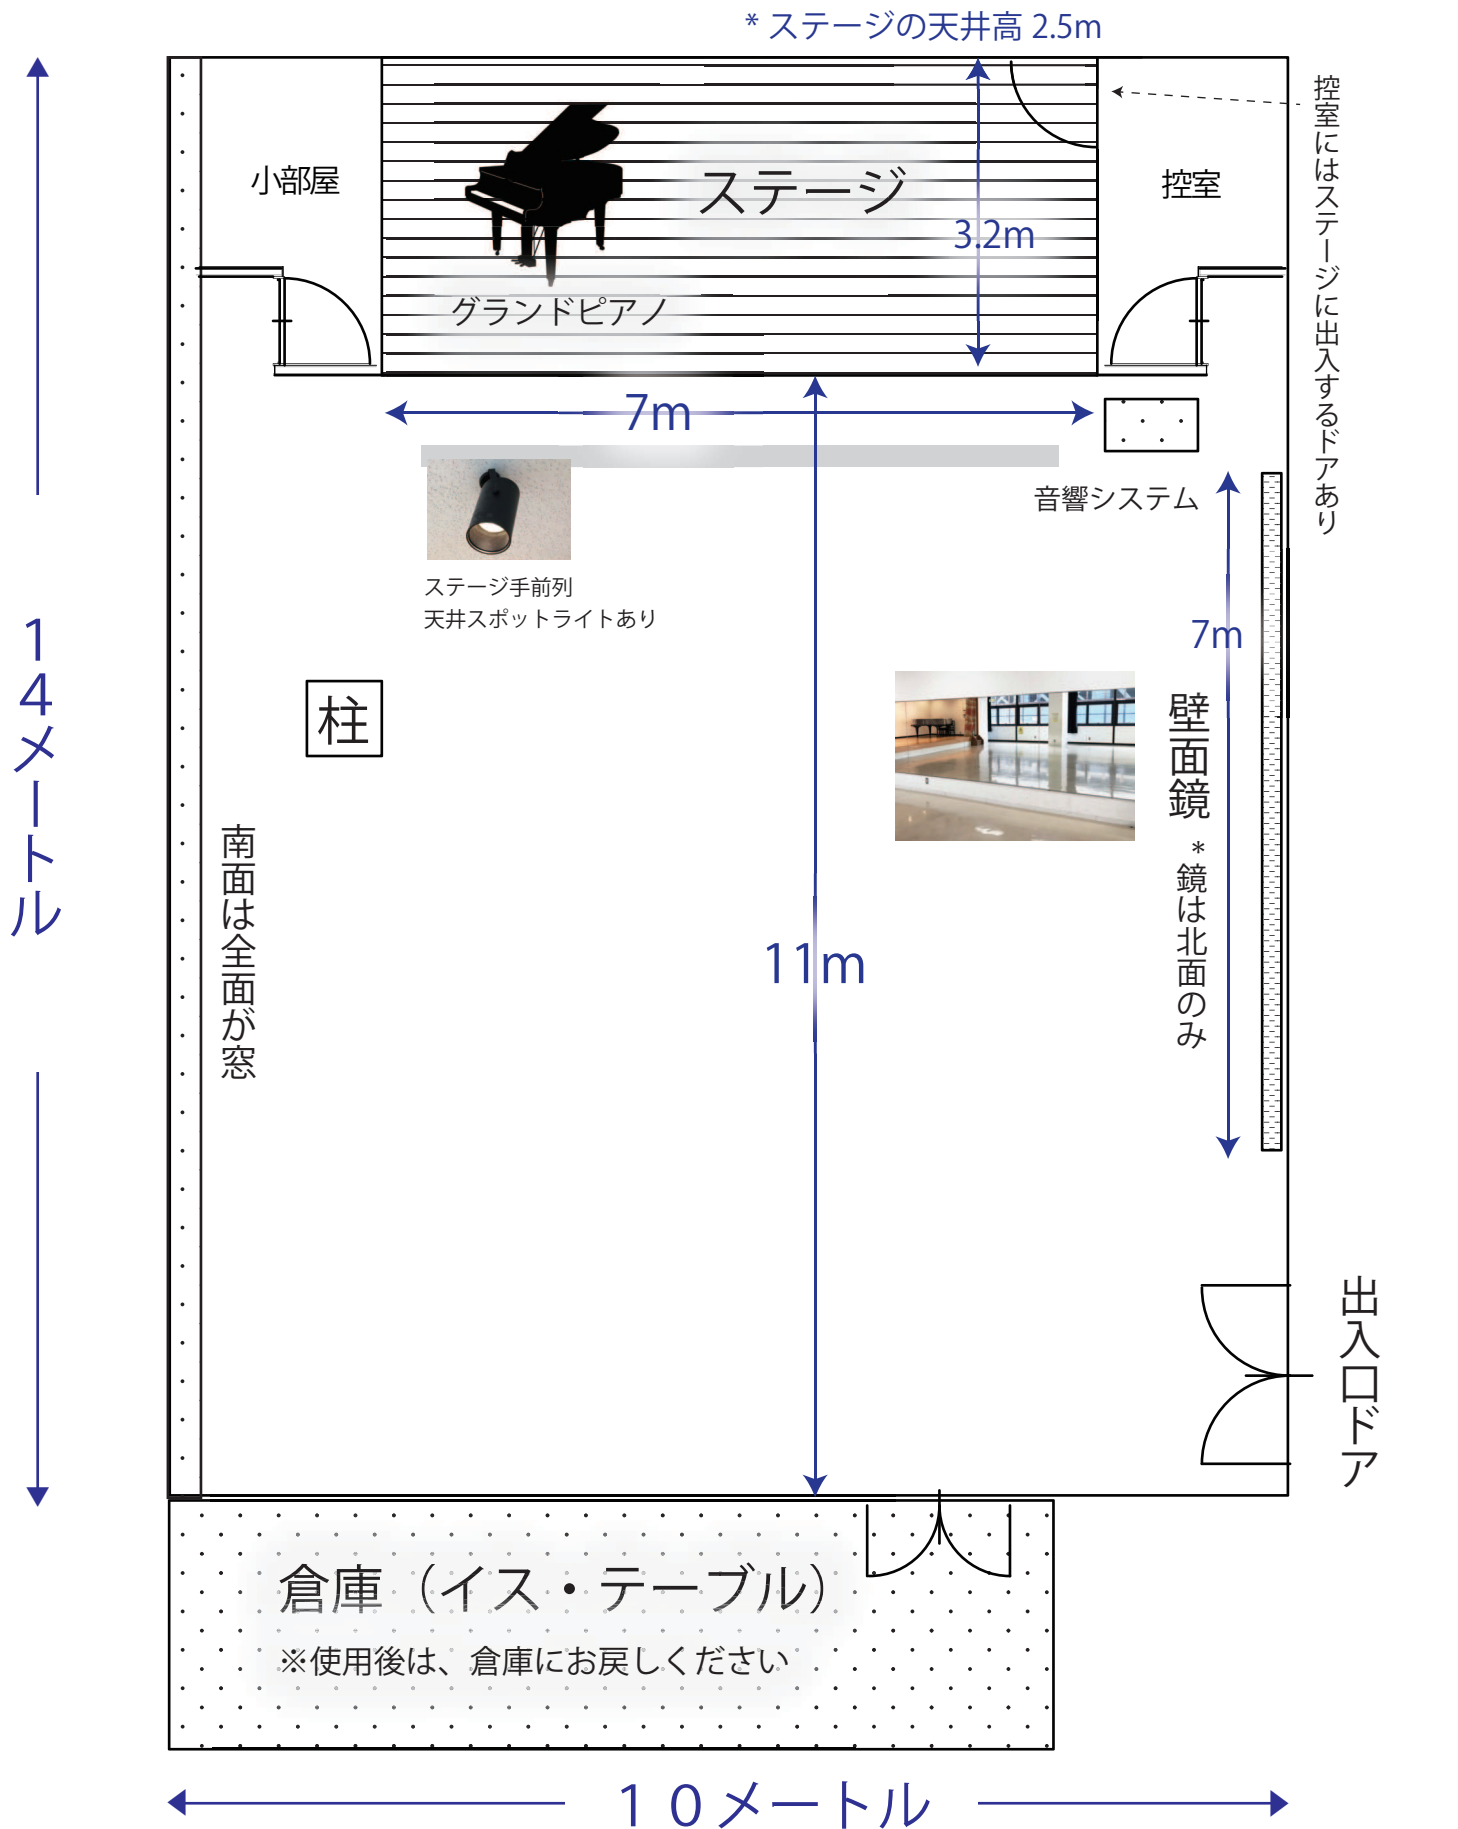 * ステージの天井高 2.5m
控室にはステージに出入するドアあり
小部屋
ステージ
控室
3.2m
グランドピアノ
7m
音響システム
ステージ手前列
天井スポットライトあり
7m
14メートル
柱
壁面鏡
*鏡は北面のみ
南面は全面が窓
11m
出入口ドア
倉庫（イス・テーブル）
※使用後は、倉庫にお戻しください
１０メートル